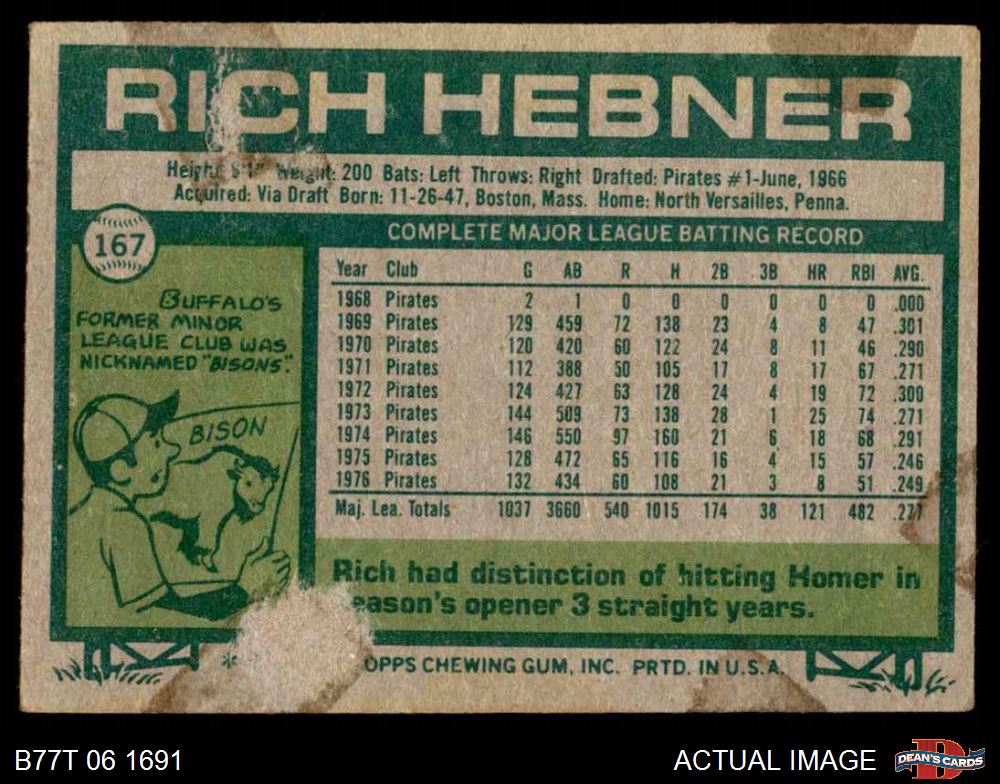 RICH HEBNER
Height: 6'1" Weight: 200 Bats: Left Throws: Right Drafted: Pirates #1-June, 1966
Acquired: Via Draft Born: 11-26-47, Boston, Mass. Home: North Versailles, Penna.
167
COMPLETE MAJOR LEAGUE BATTING RECORD
Year Club G AB R H 2B 3B HR RBI AVG.
1968 Pirates 2 1 0 0 0 0 0 0 .000
1969 Pirates 129 459 72 138 23 4 8 47 .301
1970 Pirates 120 420 60 122 24 8 11 46 .290
1971 Pirates 112 388 50 105 17 8 17 67 .271
1972 Pirates 124 427 63 128 24 4 19 72 .300
1973 Pirates 144 509 73 138 28 1 25 74 .271
1974 Pirates 146 550 97 160 21 6 18 68 .291
1975 Pirates 128 472 65 116 16 4 15 57 .246
1976 Pirates 132 434 60 108 21 3 8 51 .249
Maj. Lea. Totals 1037 3660 540 1015 174 38 121 482 .277
BUFFALO'S
FORMER MINOR
LEAGUE CLUB WAS
NICKNAMED "BISONS".
BISON
Rich had distinction of hitting Homer in
eason's opener 3 straight years.
OPPS CHEWING GUM, INC. PRTD. IN U.S.A.
B77T 06 1691
ACTUAL IMAGE
DEAN'S CARDS